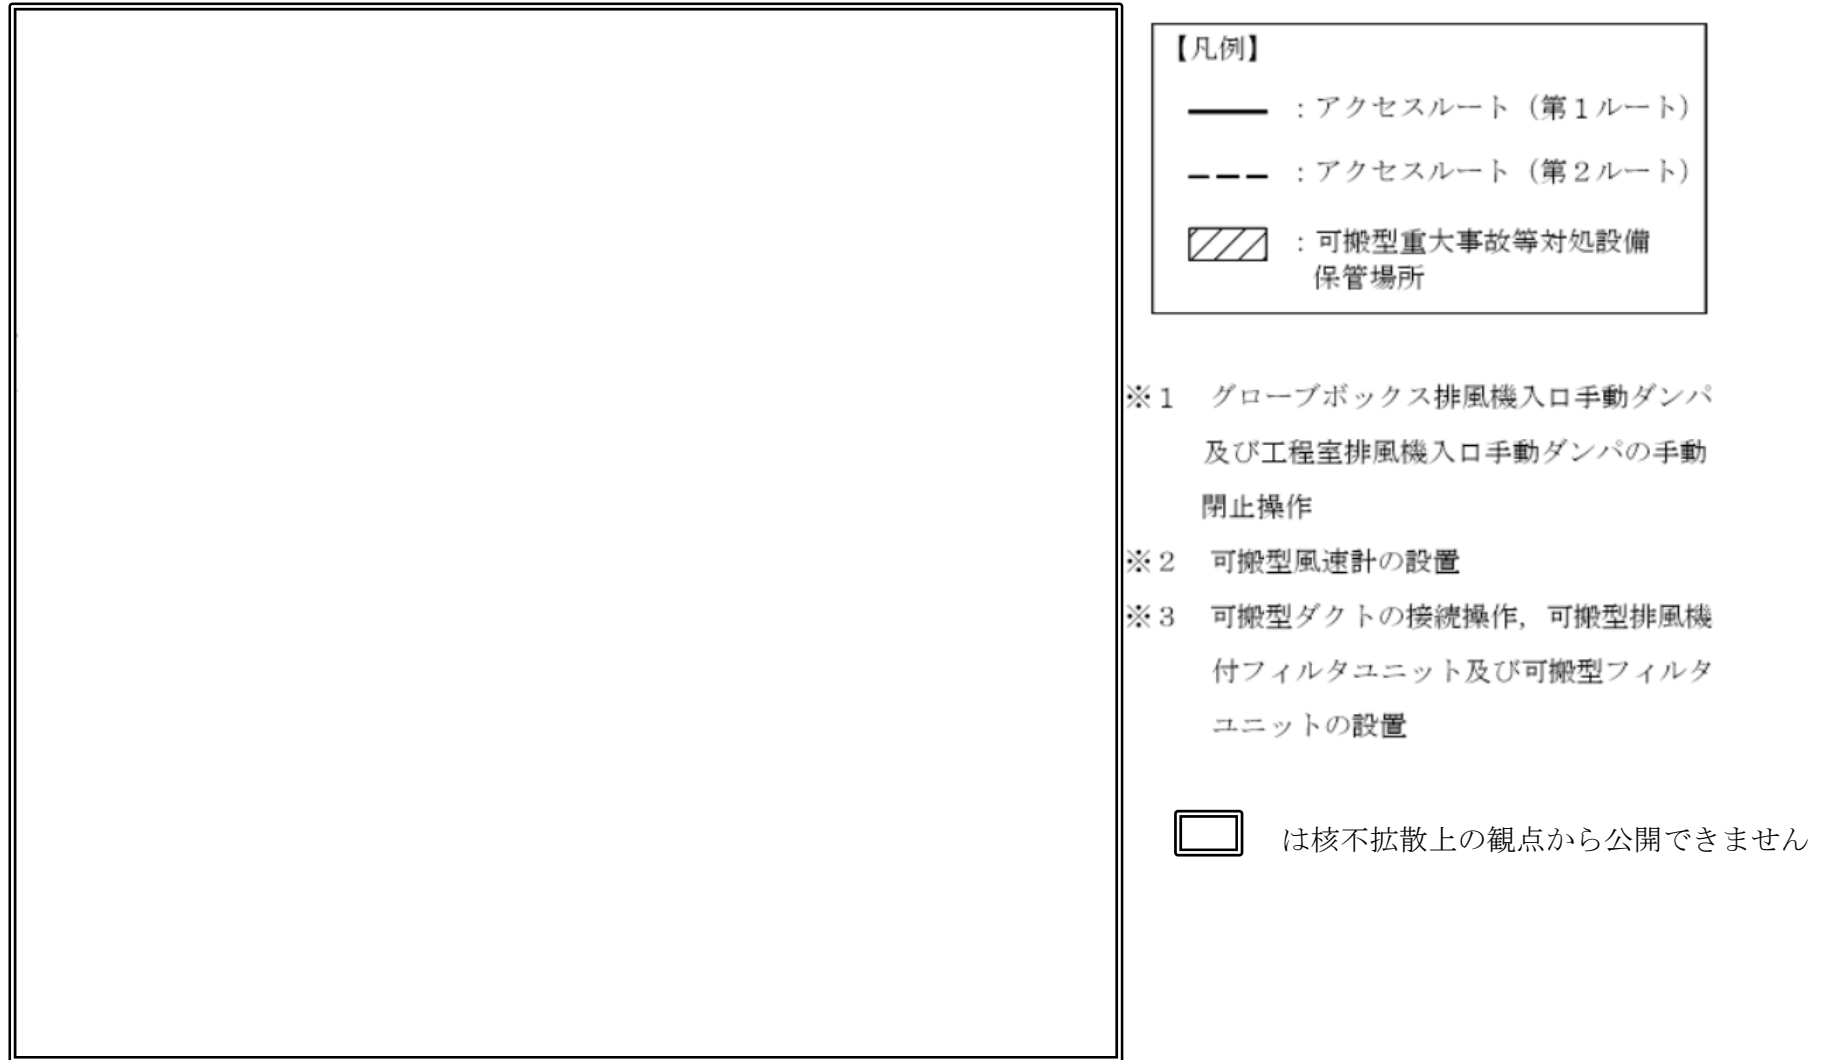 【凡例】
：アクセスルート（第１ルート）
：アクセスルート（第２ルート）
：可搬型重大事故等対処設備
保管場所
※１　グローブボックス排風機入口手動ダンパ
及び工程室排風機入口手動ダンパの手動
閉止操作
※２　可搬型風速計の設置
※３　可搬型ダクトの接続操作，可搬型排風機
付フィルタユニット及び可搬型フィルタ
ユニットの設置
は核不拡散上の観点から公開できません